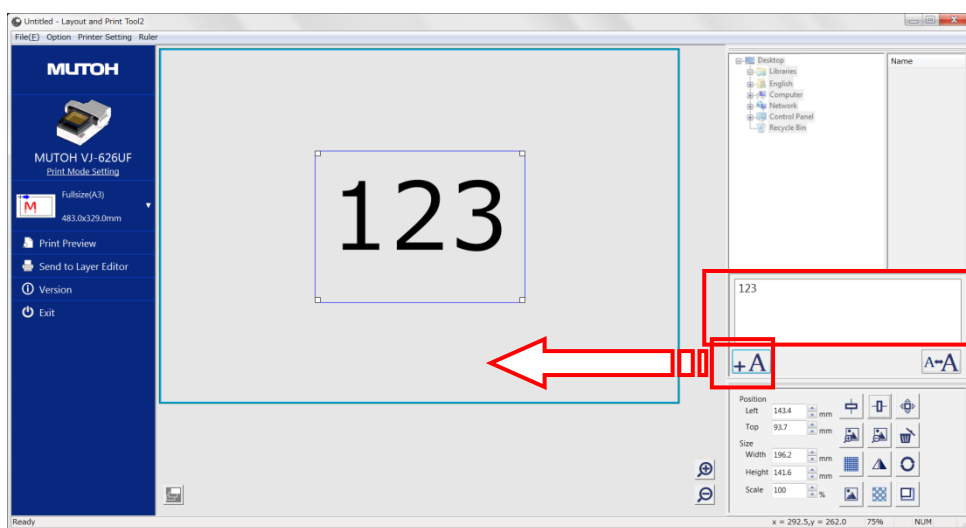 Untitled - Layout and Print Tool2
File(F) Option Printer Setting Ruler
MUTOH
MUTOH VJ-626UF
Print Mode Setting
M
Fullsize(A3)
483.0x329.0mm
Print Preview
Send to Layer Editor
Version
Exit
123
Desktop
Libraries
English
Computer
Network
Control Panel
Recycle Bin
Name
123
+A
A↔A
Position
Left 143.4 mm
Top 93.7 mm
Size
Width 196.2 mm
Height 141.6 mm
Scale 100 %
Ready
x = 292.5,y = 262.0 75% NUM